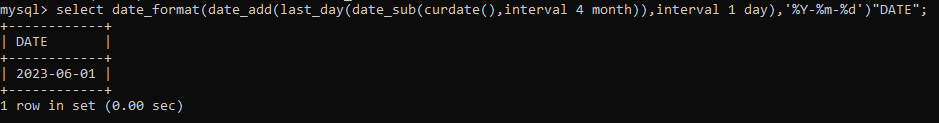 mysql> select date_format(date_add(last_day(date_sub(curdate(),interval 4 month)),interval 1 day),'%Y-%m-%d')"DATE";
+------------+
| DATE       |
+------------+
| 2023-06-01 |
+------------+
1 row in set (0.00 sec)